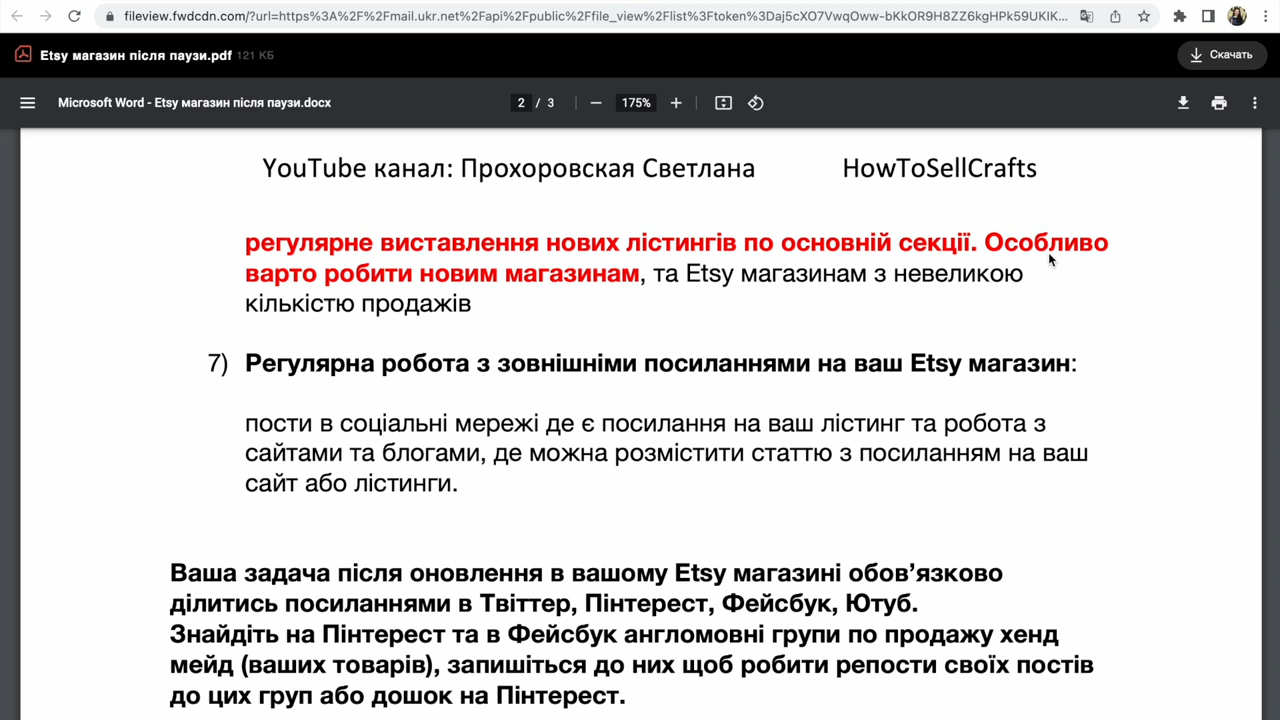 fileview.fwdcdn.com/?url=https%3A%2F%2Fmail.ukr.net%2Fapi%2Fpublic%2Ffile_view%2Flist%3Ftoken%3Daj5cXO7VwqOww-bKkOR9H8ZZ6kgHPk59UKIK...
Etsy магазин після паузи.pdf 121 КБ
Скачать
Microsoft Word - Etsy магазин після паузи.docx
2 / 3
175%
YouTube канал: Прохоровская Светлана HowToSellCrafts
регулярне виставлення нових лістингів по основній секції. Особливо
варто робити новим магазинам, та Etsy магазинам з невеликою
кількістю продажів
7) Регулярна робота з зовнішніми посиланнями на ваш Etsy магазин:
пости в соціальні мережі де є посилання на ваш лістинг та робота з
сайтами та блогами, де можна розмістити статтю з посиланням на ваш
сайт або лістинги.
Ваша задача після оновлення в вашому Etsy магазині обов’язково
ділитись посиланнями в Твіттер, Пінтерест, Фейсбук, Ютуб.
Знайдіть на Пінтерест та в Фейсбук англомовні групи по продажу хенд
мейд (ваших товарів), запишіться до них щоб робити репости своїх постів
до цих груп або дошок на Пінтерест.